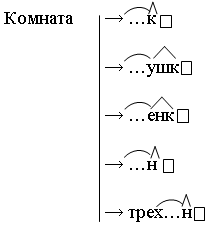 Комната → …к□
→ …ушк□
→ …енк□
→ …н□
→ трех…н□